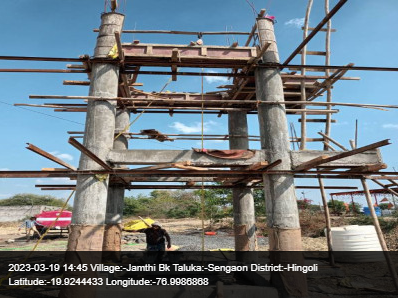 2023-03-19 14:45 Village:-Jamthi Bk Taluka:-Sengaon District:-Hingoli
Latitude:-19.9244433 Longitude:-76.9986868